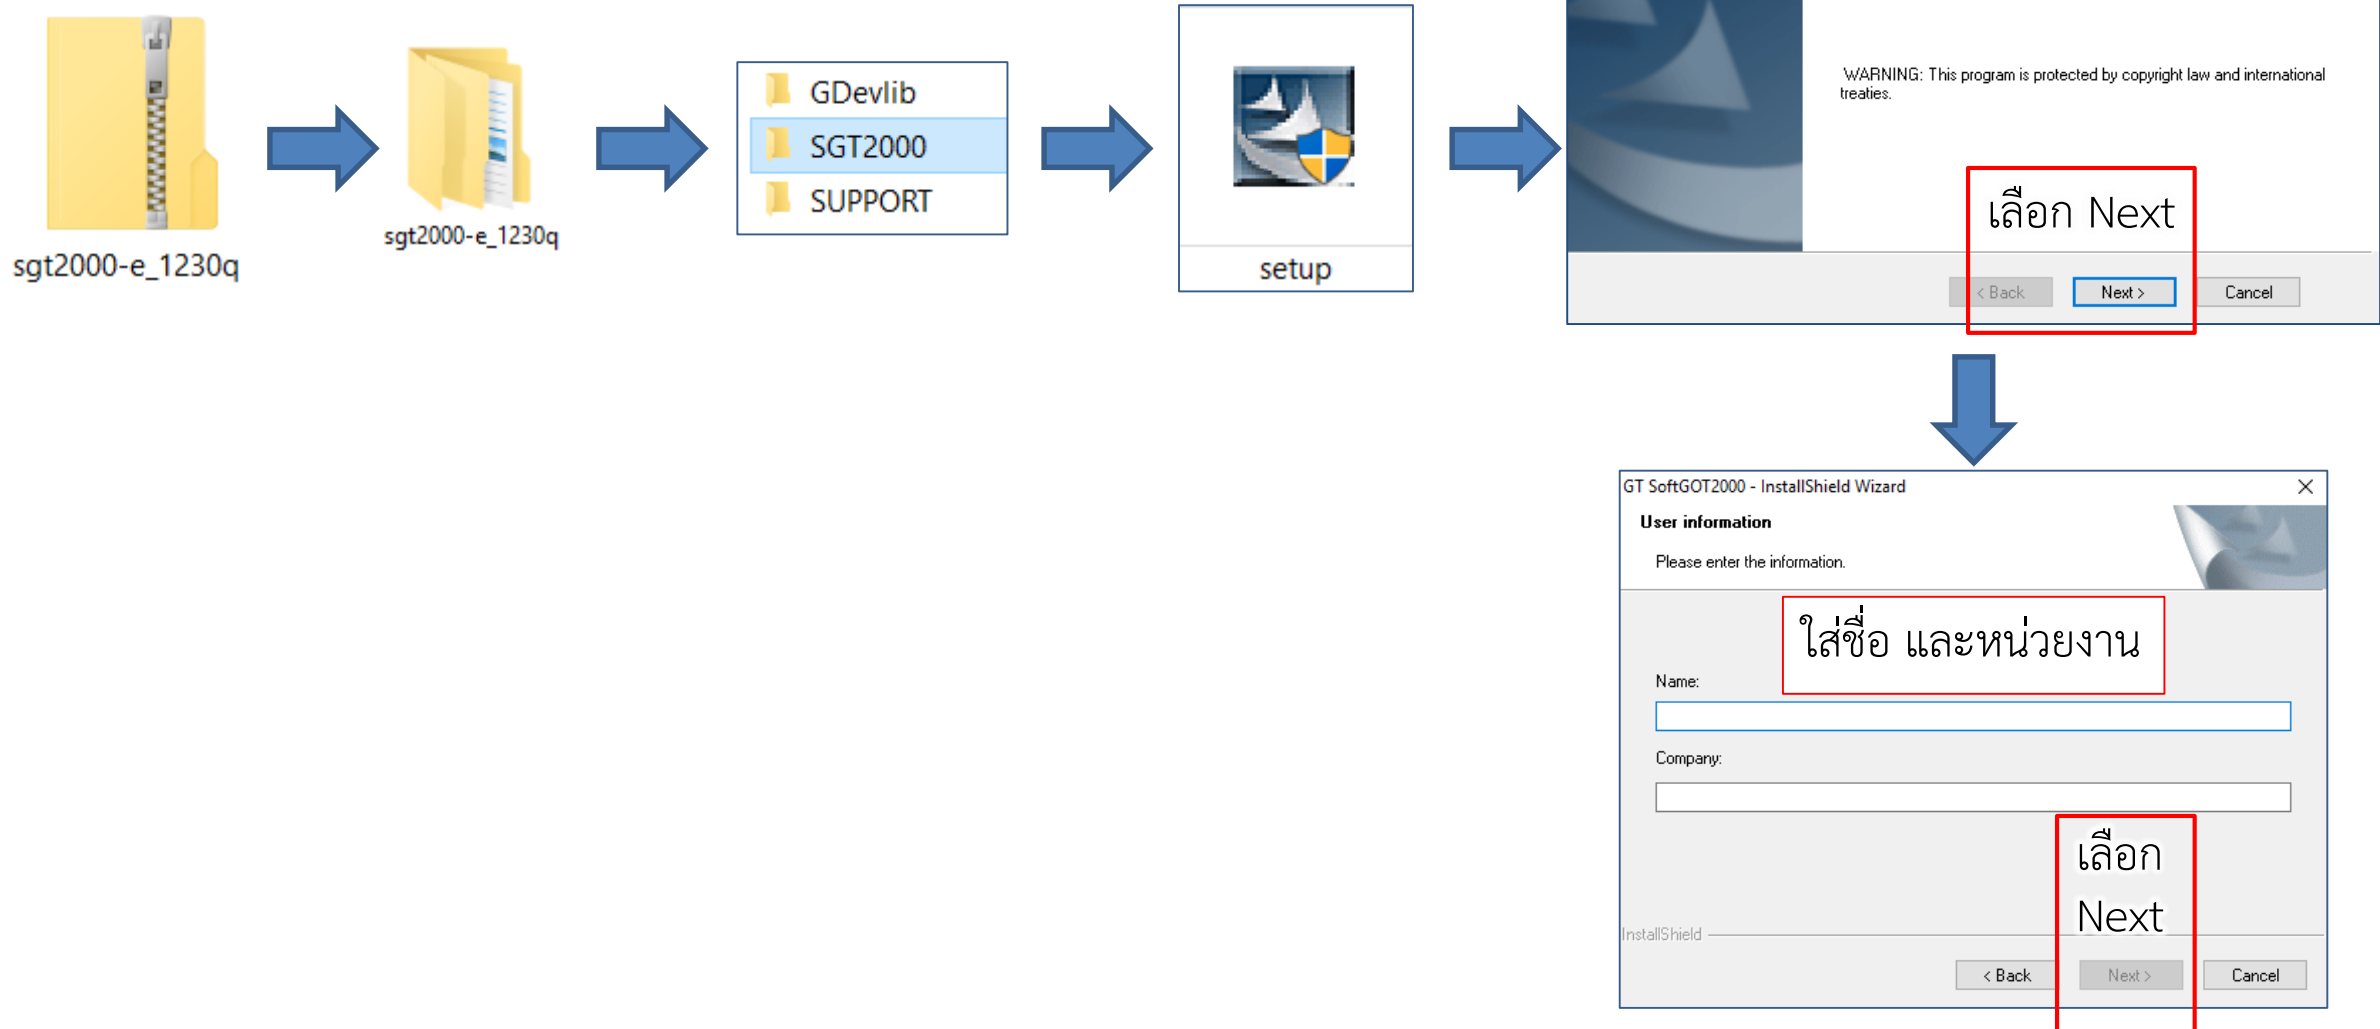 sgt2000-e_1230q
sgt2000-e_1230q
GDevlib
SGT2000
SUPPORT
setup
WARNING: This program is protected by copyright law and international
treaties.
เลือก Next
< Back
Next >
Cancel
GT SoftGOT2000 - InstallShield Wizard
User information
Please enter the information.
ใส่ชื่อ และหน่วยงาน
Name:
Company:
เลือก
Next
InstallShield
< Back
Next >
Cancel